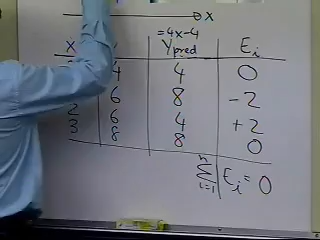 x
=4x-4
x Ypred Ei
4 4 0
6 8 -2
2 6 4 +2
3 8 8 0
n
Σ Ei = 0
i=1